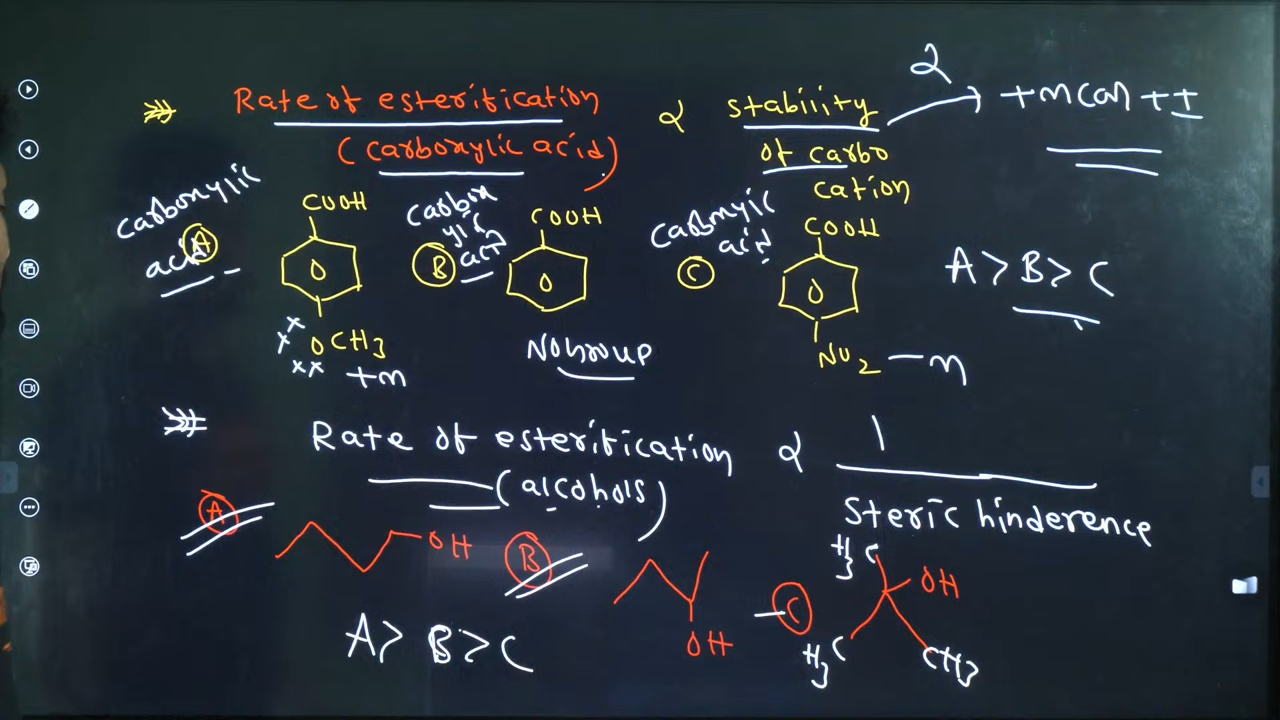 Rate of esterification α stability α +m can ++I
(carboxylic acid) of carbo
cation
carboxylic acid A COOH OCH3 +m
carboxylic acid B COOH No Group
carboxylic acid C COOH NO2 -m
A > B > C
Rate of esterification α 1
(alcohols) Steric hinderence
A OH
B OH
C H3C OH H3C CH3
A > B > C